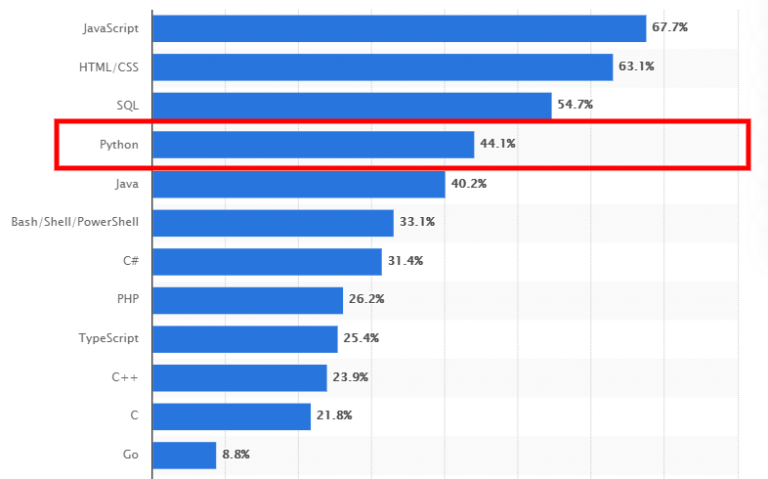 JavaScript 67.7%
HTML/CSS 63.1%
SQL 54.7%
Python 44.1%
Java 40.2%
Bash/Shell/PowerShell 33.1%
C# 31.4%
PHP 26.2%
TypeScript 25.4%
C++ 23.9%
C 21.8%
Go 8.8%